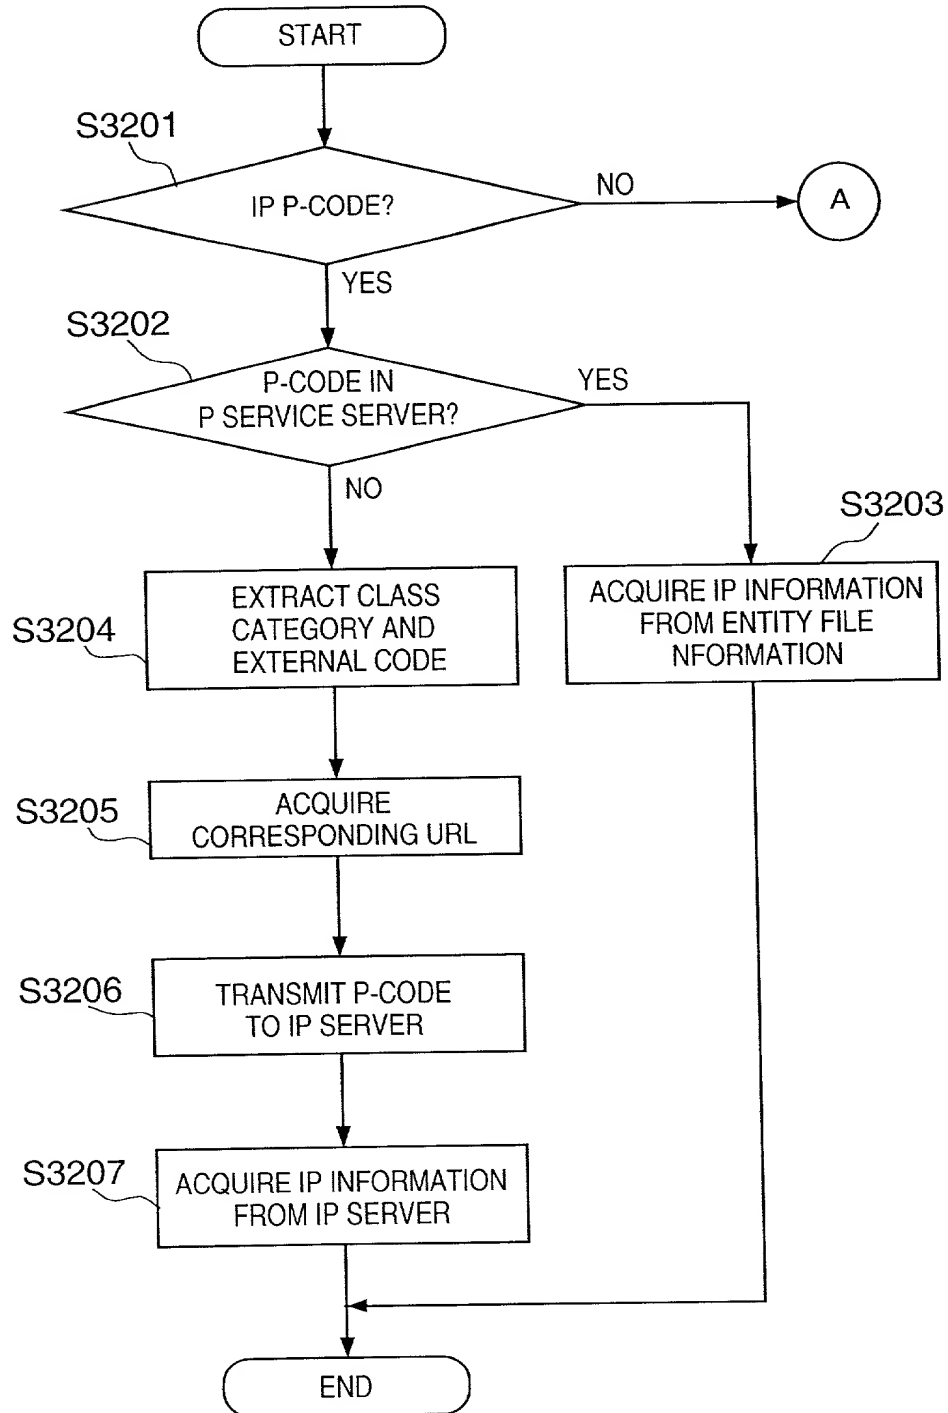 START
S3201
IP P-CODE?
NO
A
YES
S3202
P-CODE IN
P SERVICE SERVER?
YES
NO
S3203
ACQUIRE IP INFORMATION
FROM ENTITY FILE
NFORMATION
S3204
EXTRACT CLASS
CATEGORY AND
EXTERNAL CODE
S3205
ACQUIRE
CORRESPONDING URL
S3206
TRANSMIT P-CODE
TO IP SERVER
S3207
ACQUIRE IP INFORMATION
FROM IP SERVER
END